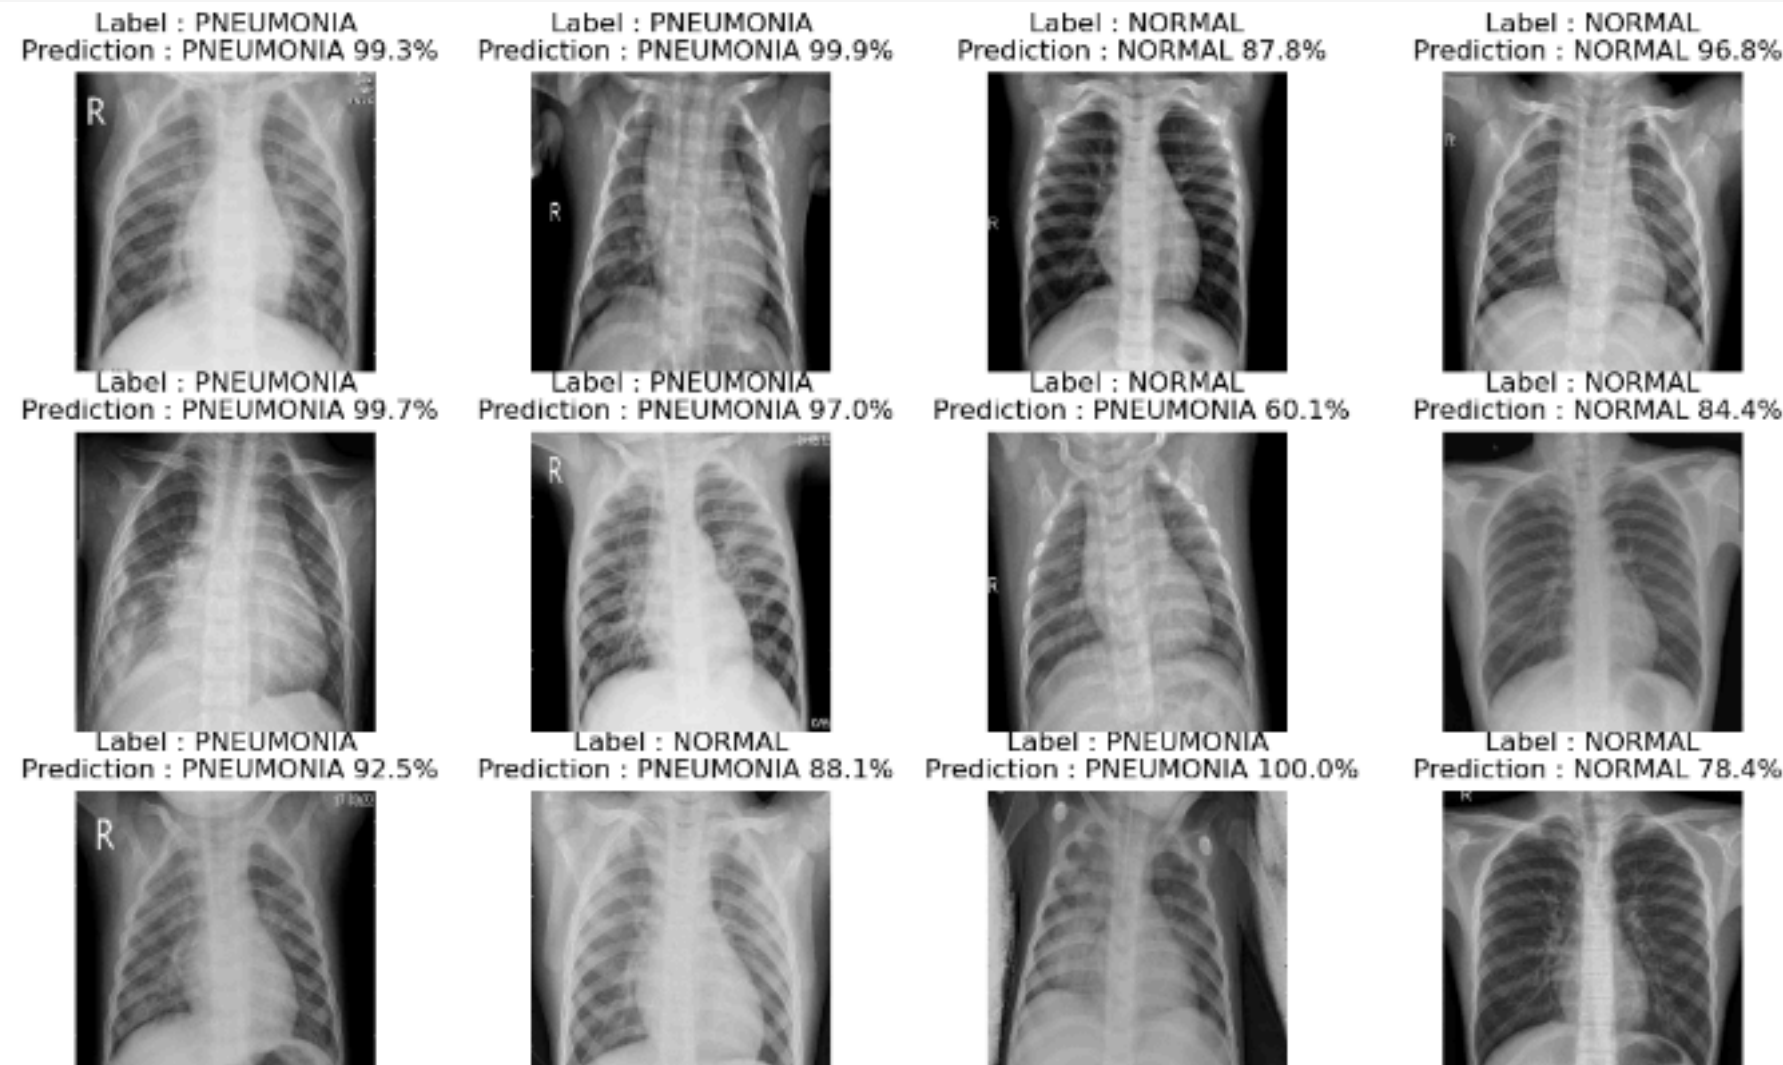 Label : PNEUMONIA
Prediction : PNEUMONIA 99.3%
Label : PNEUMONIA
Prediction : PNEUMONIA 99.9%
Label : NORMAL
Prediction : NORMAL 87.8%
Label : NORMAL
Prediction : NORMAL 96.8%
R
R
R
Label : PNEUMONIA
Prediction : PNEUMONIA 99.7%
Label : PNEUMONIA
Prediction : PNEUMONIA 97.0%
Label : NORMAL
Prediction : PNEUMONIA 60.1%
Label : NORMAL
Prediction : NORMAL 84.4%
R
R
Label : PNEUMONIA
Prediction : PNEUMONIA 92.5%
Label : NORMAL
Prediction : PNEUMONIA 88.1%
Label : PNEUMONIA
Prediction : PNEUMONIA 100.0%
Label : NORMAL
Prediction : NORMAL 78.4%
R
R